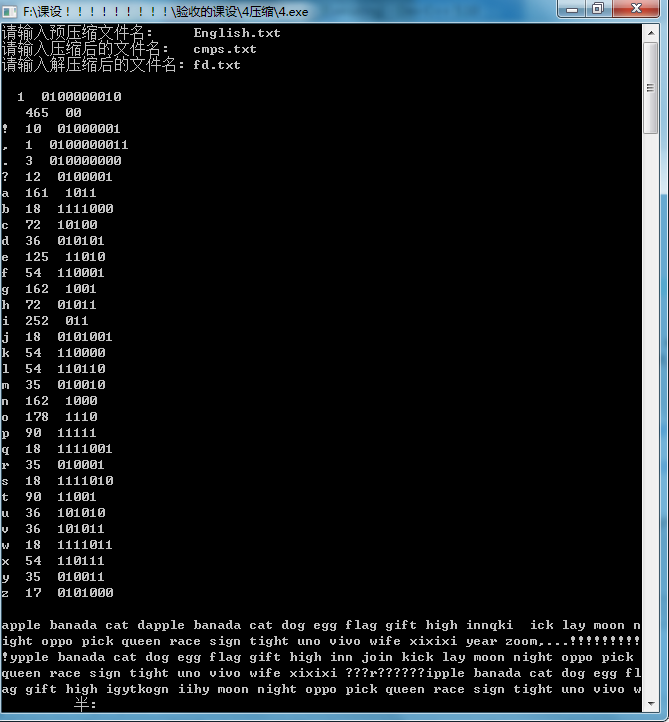 F:\课设！！！！！！！！！\验收的课设\4压缩\4.exe
请输入预压缩文件名：    English.txt
请输入压缩后的文件名：  cmps.txt
请输入解压缩后的文件名：fd.txt
1  0100000010
465  00
!  10  01000001
,  1  0100000011
.  3  010000000
?  12  0100001
a  161  1011
b  18  1111000
c  72  10100
d  36  010101
e  125  11010
f  54  110001
g  162  1001
h  72  01011
i  252  011
j  18  0101001
k  54  110000
l  54  110110
m  35  010010
n  162  1000
o  178  1110
p  90  11111
q  18  1111001
r  35  010001
s  18  1111010
t  90  11001
u  36  101010
v  36  101011
w  18  1111011
x  54  110111
y  35  010011
z  17  0101000
apple banada cat dapple banada cat dog egg flag gift high innqki  ick lay moon n
ight oppo pick queen race sign tight uno vivo wife xixixi year zoom,...!!!!!!!!!
!ypple banada cat dog egg flag gift high inn join kick lay moon night oppo pick
queen race sign tight uno vivo wife xixixi ???r??????ipple banada cat dog egg fl
ag gift high igytkogn iihy moon night oppo pick queen race sign tight uno vivo w
半：